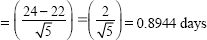 = (24 − 22 / √5) = (2 / √5) = 0.8944 days